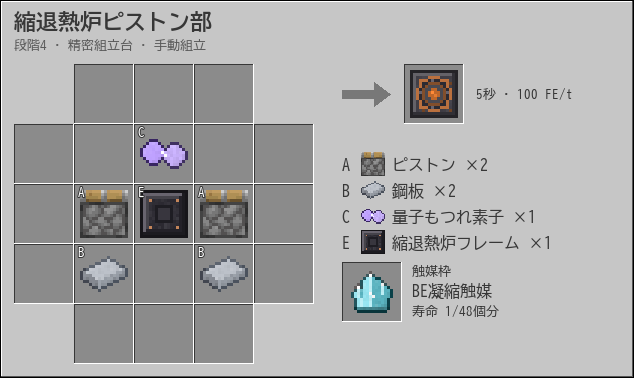 縮退熱炉ピストン部
段階4 · 精密組立台 · 手動組立
C
A
E
A
B
B
5秒 · 100 FE/t
A ピストン ×2
B 鋼板 ×2
C 量子もつれ素子 ×1
E 縮退熱炉フレーム ×1
触媒枠
BE凝縮触媒
寿命 1/48個分